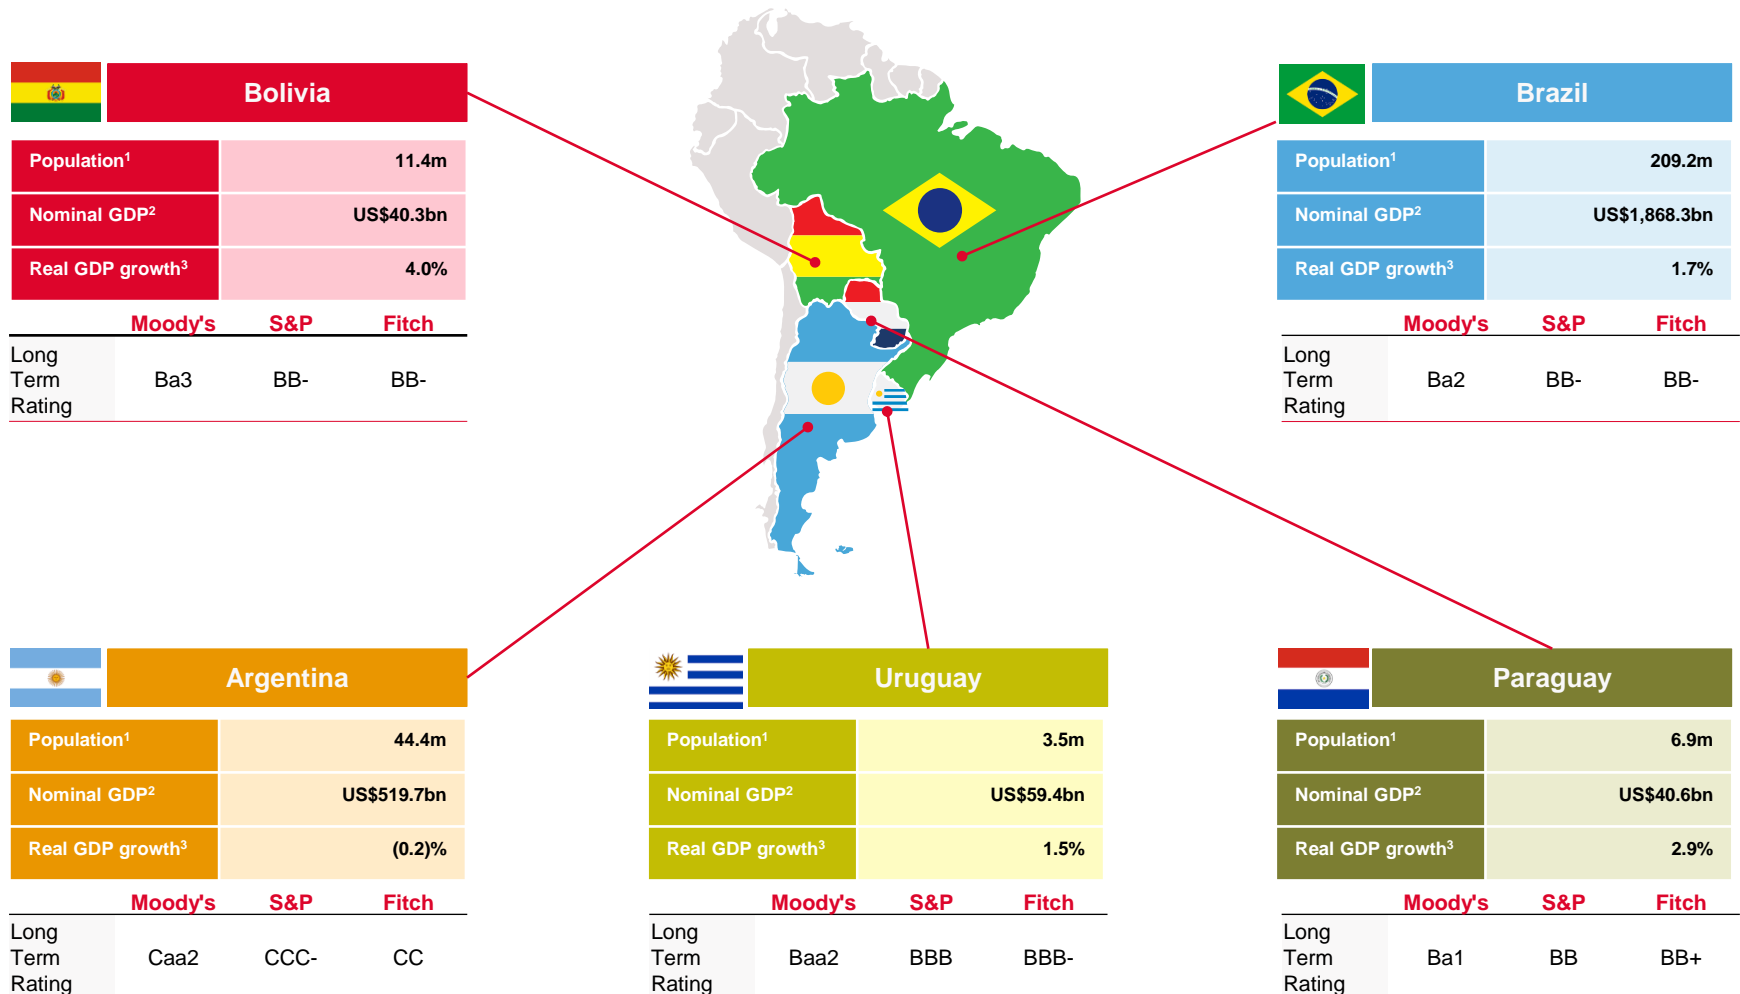 Bolivia
Population1 11.4m
Nominal GDP2 US$40.3bn
Real GDP growth3 4.0%
Moody's S&P Fitch
Long
Term
Rating
Ba3 BB- BB-
Brazil
Population1 209.2m
Nominal GDP2 US$1,868.3bn
Real GDP growth3 1.7%
Moody's S&P Fitch
Long
Term
Rating
Ba2 BB- BB-
Argentina
Population1 44.4m
Nominal GDP2 US$519.7bn
Real GDP growth3 (0.2)%
Moody's S&P Fitch
Long
Term
Rating
Caa2 CCC- CC
Uruguay
Population1 3.5m
Nominal GDP2 US$59.4bn
Real GDP growth3 1.5%
Moody's S&P Fitch
Long
Term
Rating
Baa2 BBB BBB-
Paraguay
Population1 6.9m
Nominal GDP2 US$40.6bn
Real GDP growth3 2.9%
Moody's S&P Fitch
Long
Term
Rating
Ba1 BB BB+